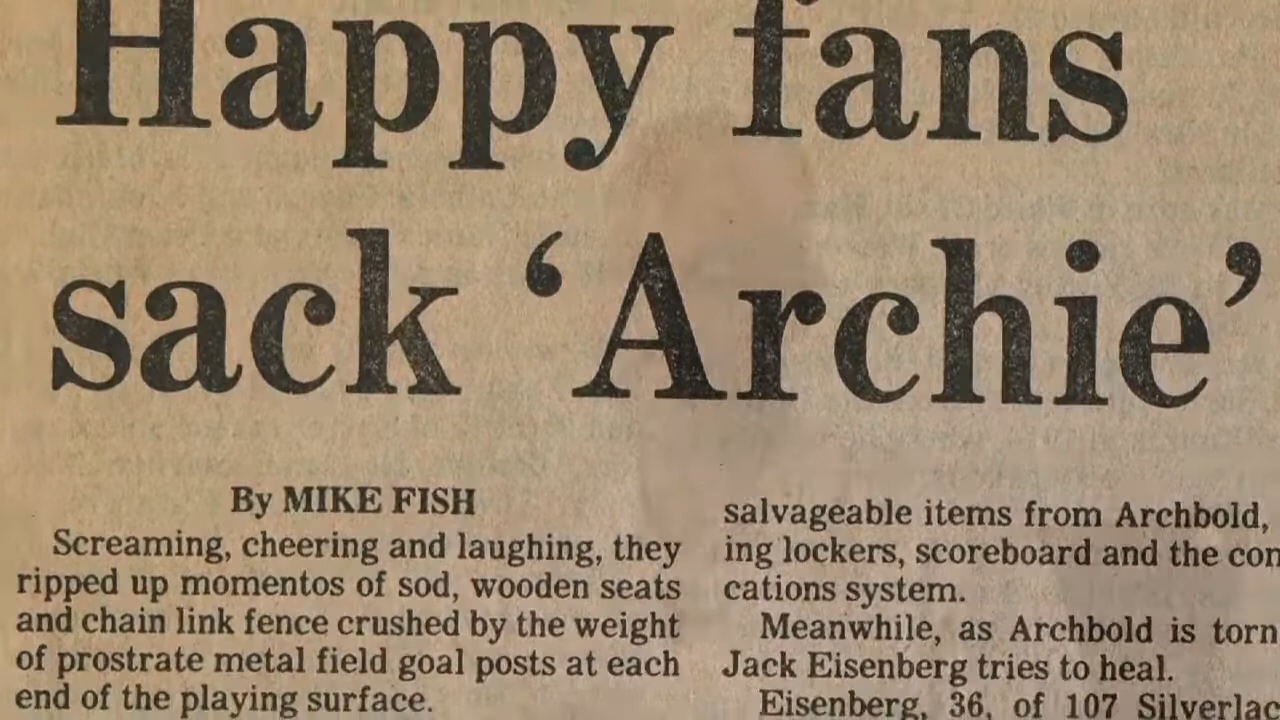 Happy fans
sack ‘Archie’
By MIKE FISH
Screaming, cheering and laughing, they
ripped up momentos of sod, wooden seats
and chain link fence crushed by the weight
of prostrate metal field goal posts at each
end of the playing surface.
salvageable items from Archbold,
ing lockers, scoreboard and the con
cations system.
Meanwhile, as Archbold is torn
Jack Eisenberg tries to heal.
Eisenberg, 36, of 107 Silverlac